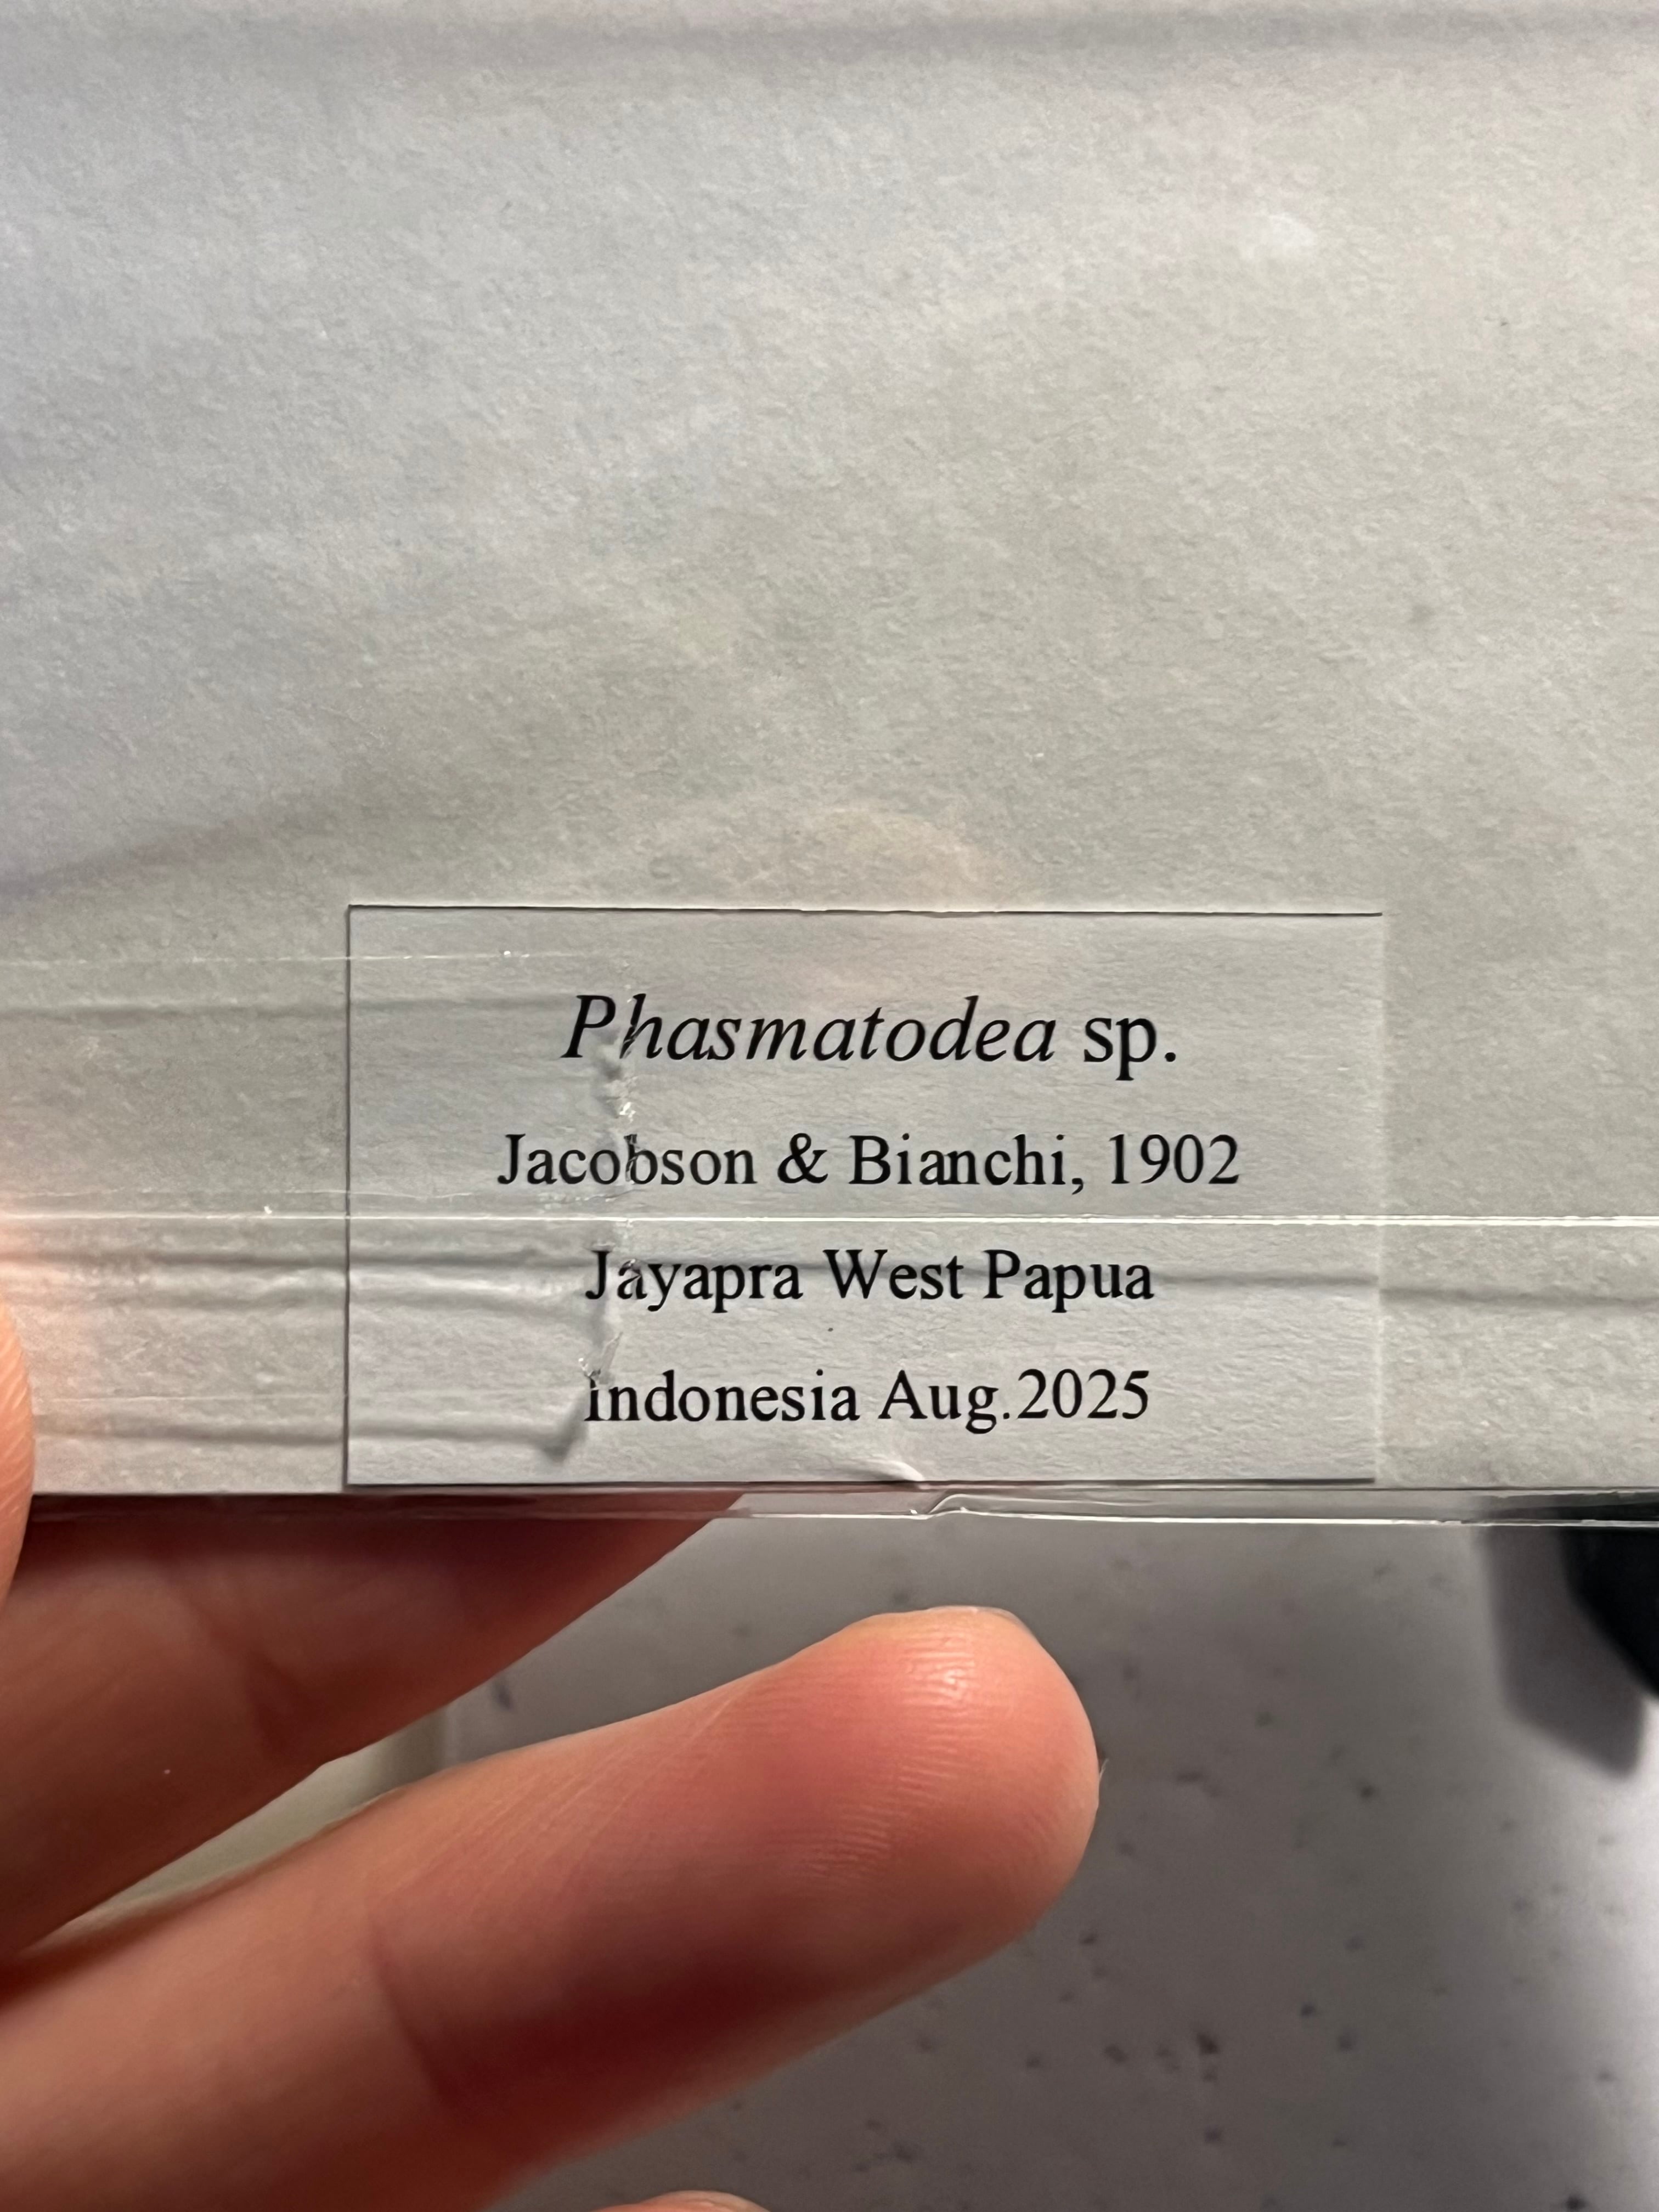 Phasmatodea sp.
Jacobson & Bianchi, 1902
Jayapra West Papua
Indonesia Aug.2025